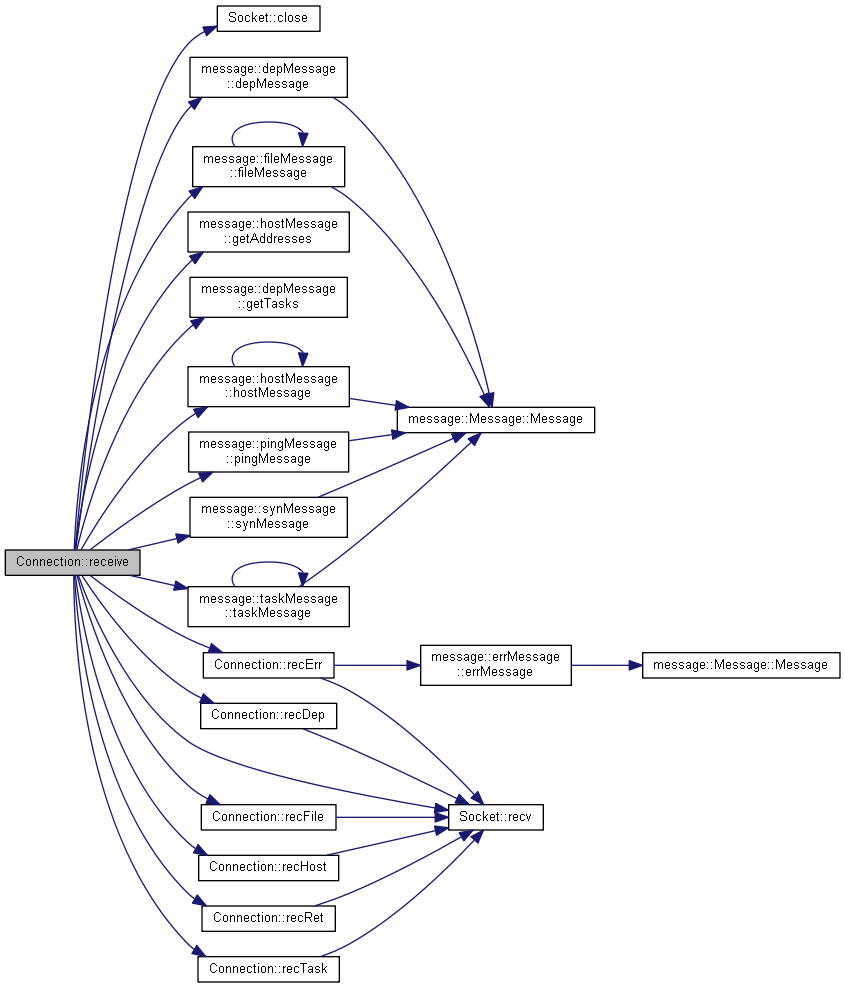 Socket::close
message::depMessage
::depMessage
message::fileMessage
::fileMessage
message::hostMessage
::getAddresses
message::depMessage
::getTasks
message::hostMessage
::hostMessage
message::Message::Message
message::pingMessage
::pingMessage
message::synMessage
::synMessage
Connection::receive
message::taskMessage
::taskMessage
Connection::recErr
message::errMessage
::errMessage
message::Message::Message
Connection::recDep
Connection::recFile
Socket::recv
Connection::recHost
Connection::recRet
Connection::recTask